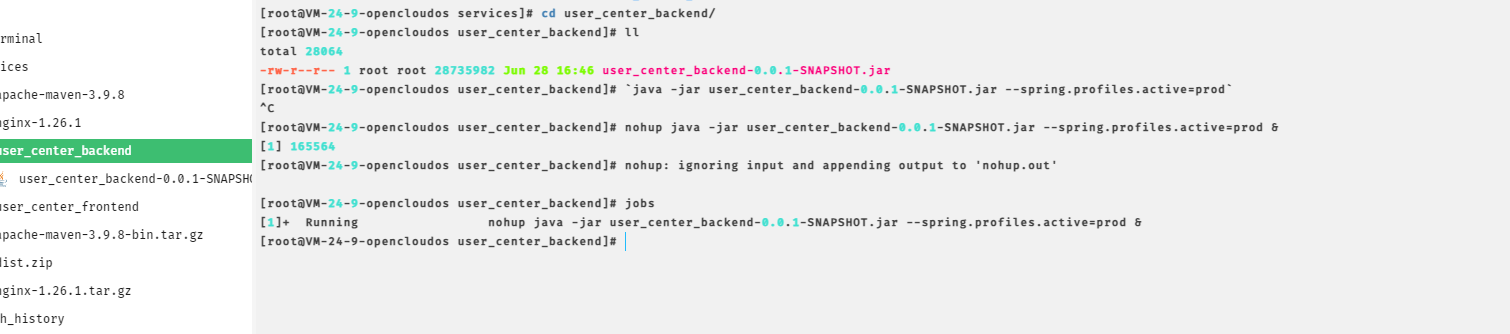 rminal
ices
apache-maven-3.9.8
nginx-1.26.1
user_center_backend
user_center_backend-0.0.1-SNAPSH
user_center_frontend
apache-maven-3.9.8-bin.tar.gz
dist.zip
nginx-1.26.1.tar.gz
h_history
[root@VM-24-9-opencloudos services]# cd user_center_backend/
[root@VM-24-9-opencloudos user_center_backend]# ll
total 28064
-rw-r--r-- 1 root root 28735982 Jun 28 16:46 user_center_backend-0.0.1-SNAPSHOT.jar
[root@VM-24-9-opencloudos user_center_backend]# `java -jar user_center_backend-0.0.1-SNAPSHOT.jar --spring.profiles.active=prod`
^C
[root@VM-24-9-opencloudos user_center_backend]# nohup java -jar user_center_backend-0.0.1-SNAPSHOT.jar --spring.profiles.active=prod &
[1] 165564
[root@VM-24-9-opencloudos user_center_backend]# nohup: ignoring input and appending output to 'nohup.out'
[root@VM-24-9-opencloudos user_center_backend]# jobs
[1]+  Running                 nohup java -jar user_center_backend-0.0.1-SNAPSHOT.jar --spring.profiles.active=prod &
[root@VM-24-9-opencloudos user_center_backend]#